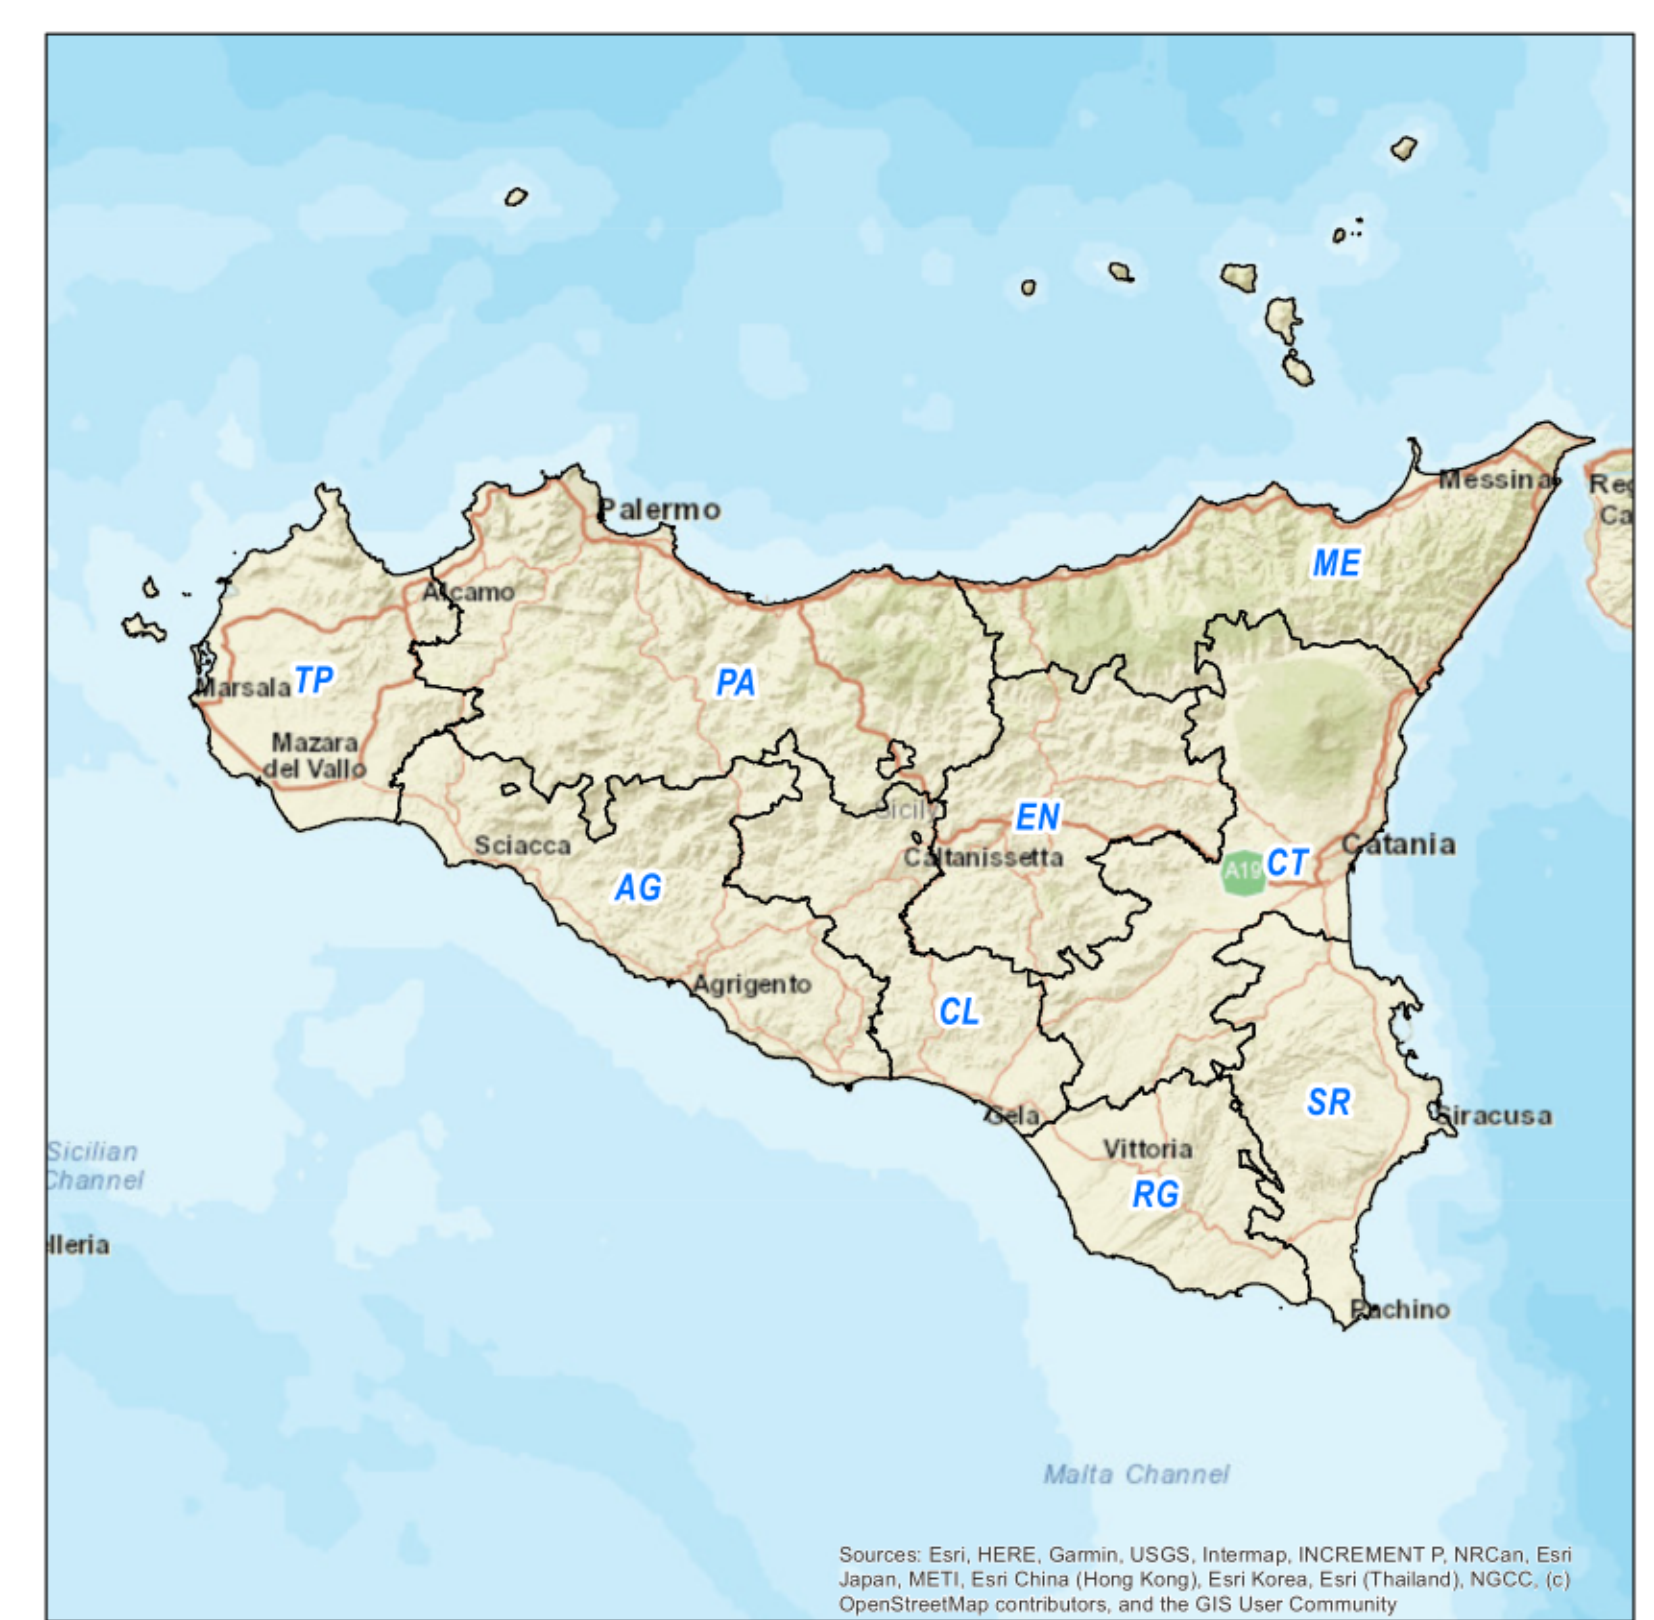 Palermo
Messina
Reg
Ca
ME
Alcamo
Marsala
TP
PA
Mazara
del Vallo
Sicily
EN
Sciacca
Caltanissetta
Catania
A19
CT
AG
Agrigento
CL
SR
Gela
Siracusa
Vittoria
Sicilian
Channel
RG
lleria
Pachino
Malta Channel
Sources: Esri, HERE, Garmin, USGS, Intermap, INCREMENT P, NRCan, Esri
Japan, METI, Esri China (Hong Kong), Esri Korea, Esri (Thailand), NGCC, (c)
OpenStreetMap contributors, and the GIS User Community